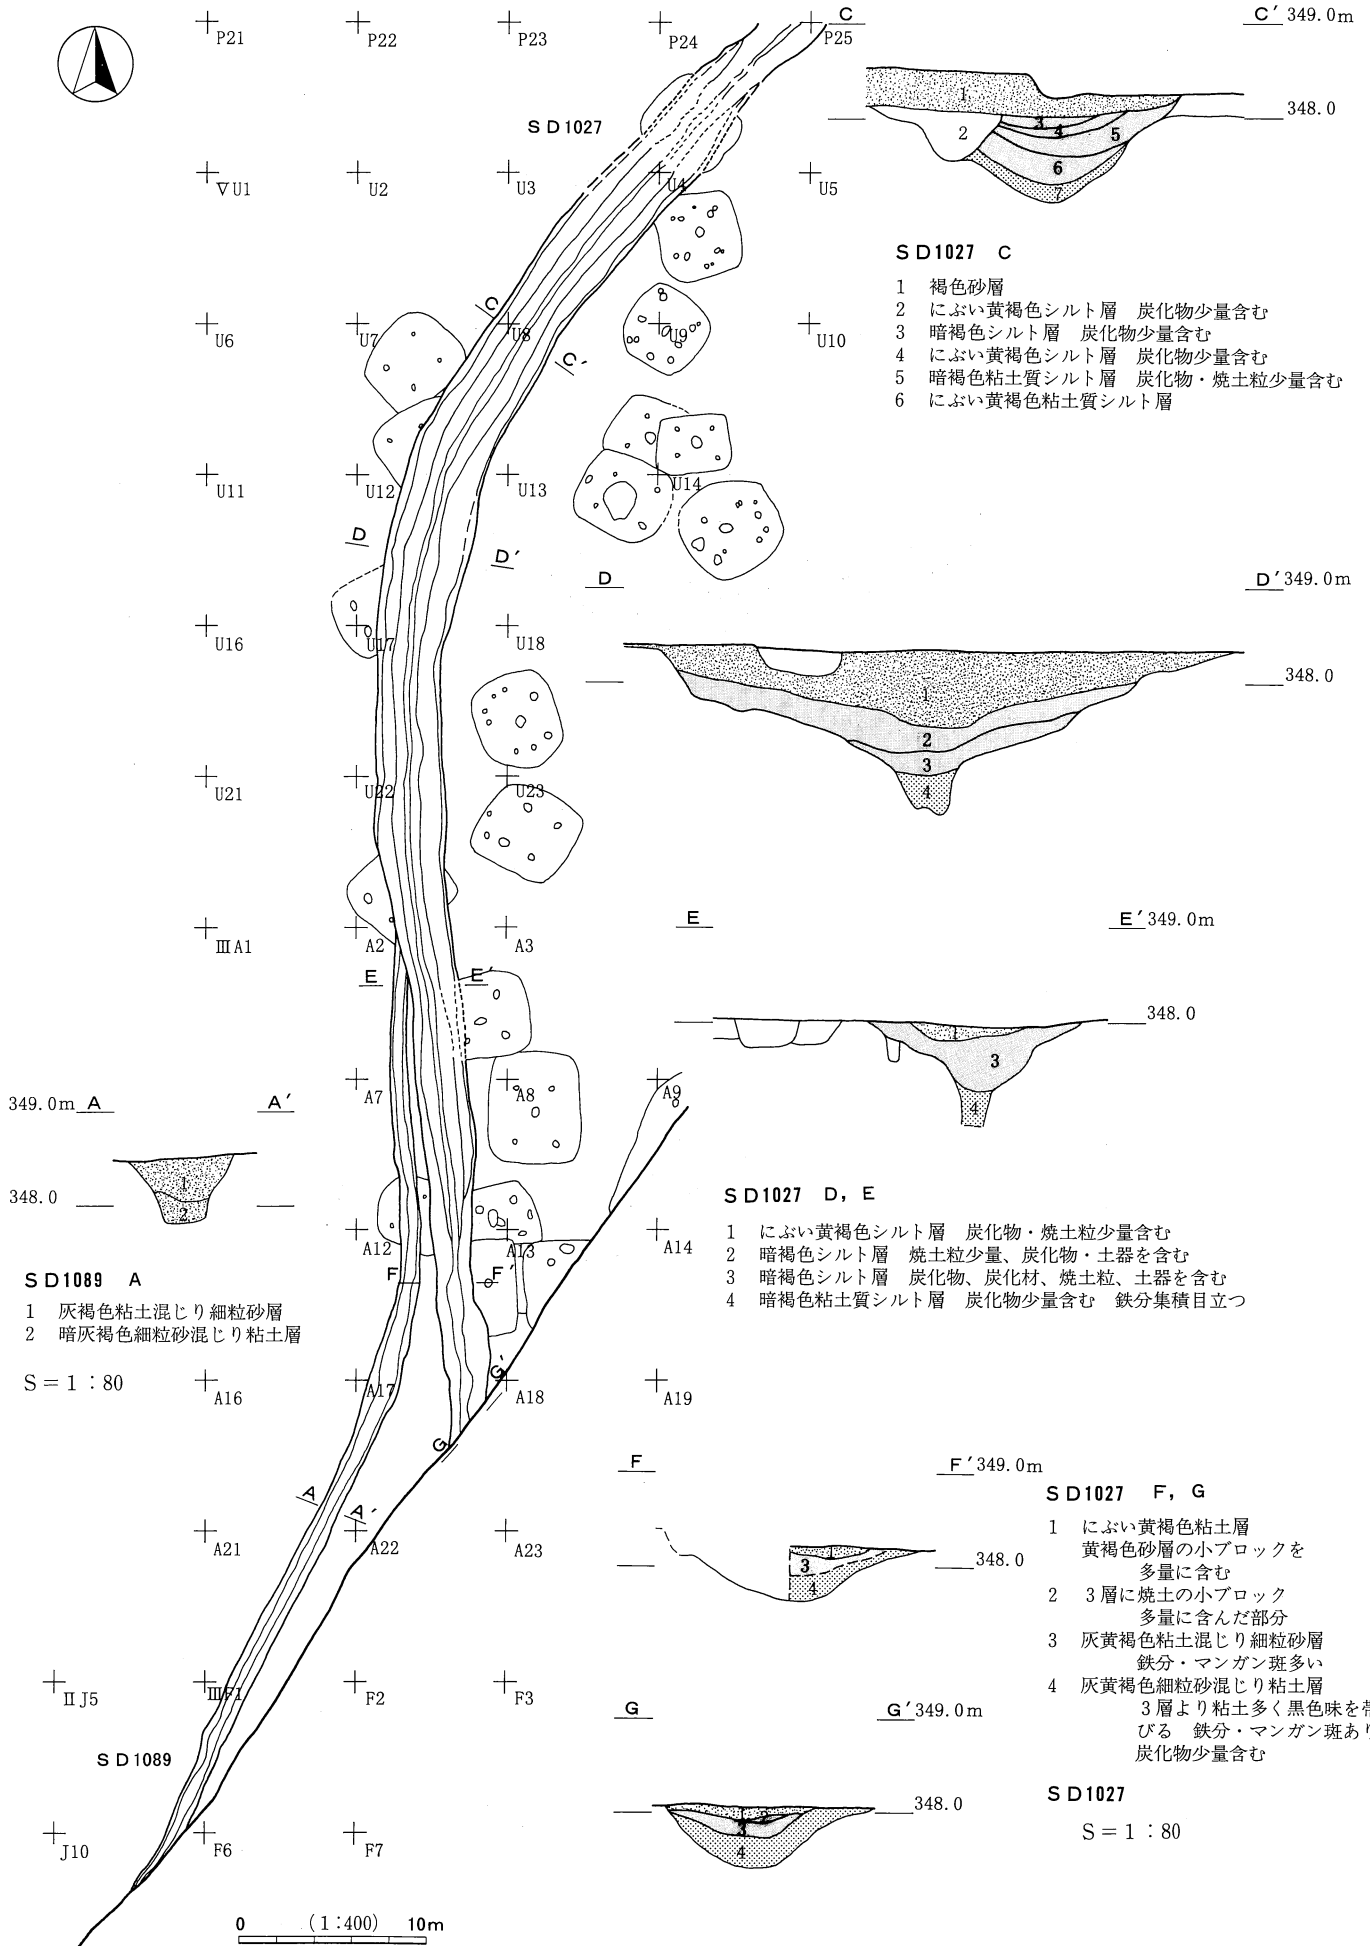 P21
P22
P23
P24
P25
C
C′ 349.0m
348.0
1
2
3
4
5
6
7
SD1027
▽U1
U2
U3
U4
U5
SD1027 C
1 褐色砂層
2 にぶい黄褐色シルト層 炭化物少量含む
3 暗褐色シルト層 炭化物少量含む
4 にぶい黄褐色シルト層 炭化物少量含む
5 暗褐色粘土質シルト層 炭化物・焼土粒少量含む
6 にぶい黄褐色粘土質シルト層
C
C′
U6
U7
U8
U9
U10
U11
U12
U13
U14
D
D′
D
D′ 349.0m
348.0
1
2
3
4
U16
U17
U18
U21
U22
U23
ⅢA1
A2
A3
E
E′
E
E′ 349.0m
348.0
1
3
4
A7
A8
A9
349.0m A
A′
348.0
1
2
SD1089 A
1 灰褐色粘土混じり細粒砂層
2 暗灰褐色細粒砂混じり粘土層
S=1:80
A12
A13
A14
F
F′
SD1027 D, E
1 にぶい黄褐色シルト層 炭化物・焼土粒少量含む
2 暗褐色シルト層 焼土粒少量、炭化物・土器を含む
3 暗褐色シルト層 炭化物、炭化材、焼土粒、土器を含む
4 暗褐色粘土質シルト層 炭化物少量含む 鉄分集積目立つ
A16
A17
A18
A19
G
G′
A
A′
A21
A22
A23
F
F′ 349.0m
348.0
1
3
4
SD1027 F, G
1 にぶい黄褐色粘土層
黄褐色砂層の小ブロックを
多量に含む
2 3層に焼土の小ブロック
多量に含んだ部分
3 灰黄褐色粘土混じり細粒砂層
鉄分・マンガン斑多い
4 灰黄褐色細粒砂混じり粘土層
3層より粘土多く黒色味を帯
びる 鉄分・マンガン斑あり
炭化物少量含む
SD1027
S=1:80
ⅡJ5
ⅢF1
F2
F3
G
G′ 349.0m
348.0
1
2
3
4
SD1089
J10
F6
F7
0 (1:400) 10m